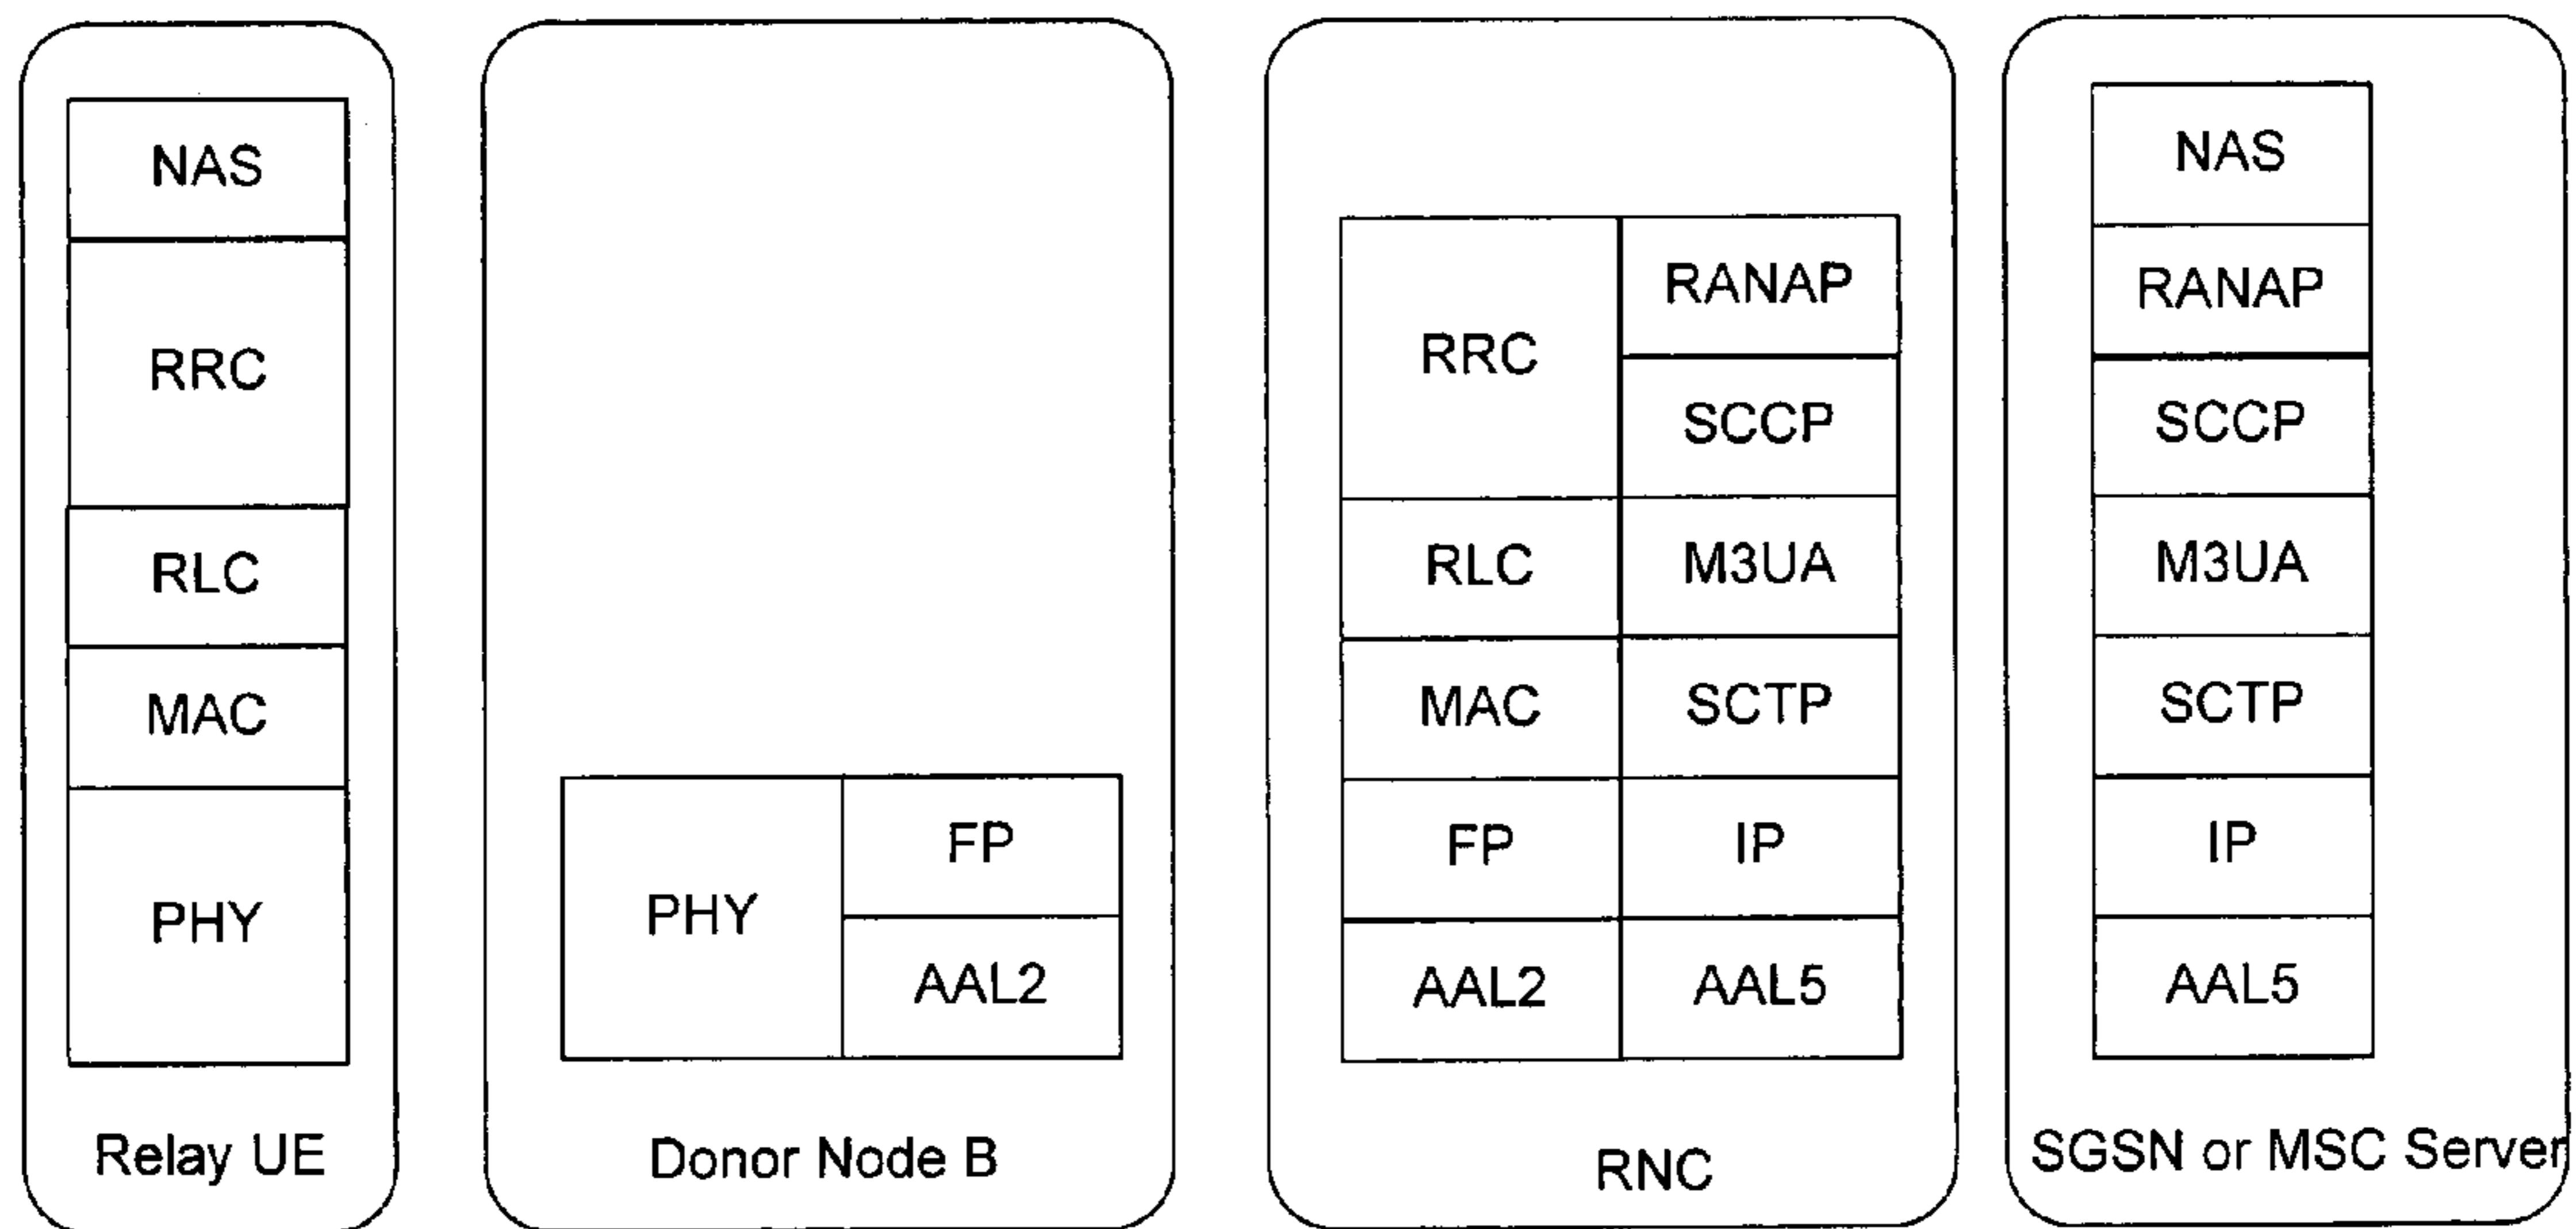 NAS
RRC
RLC
MAC
PHY
Relay UE
PHY
FP
AAL2
Donor Node B
RRC
RLC
MAC
FP
AAL2
RANAP
SCCP
M3UA
SCTP
IP
AAL5
RNC
NAS
RANAP
SCCP
M3UA
SCTP
IP
AAL5
SGSN or MSC Server